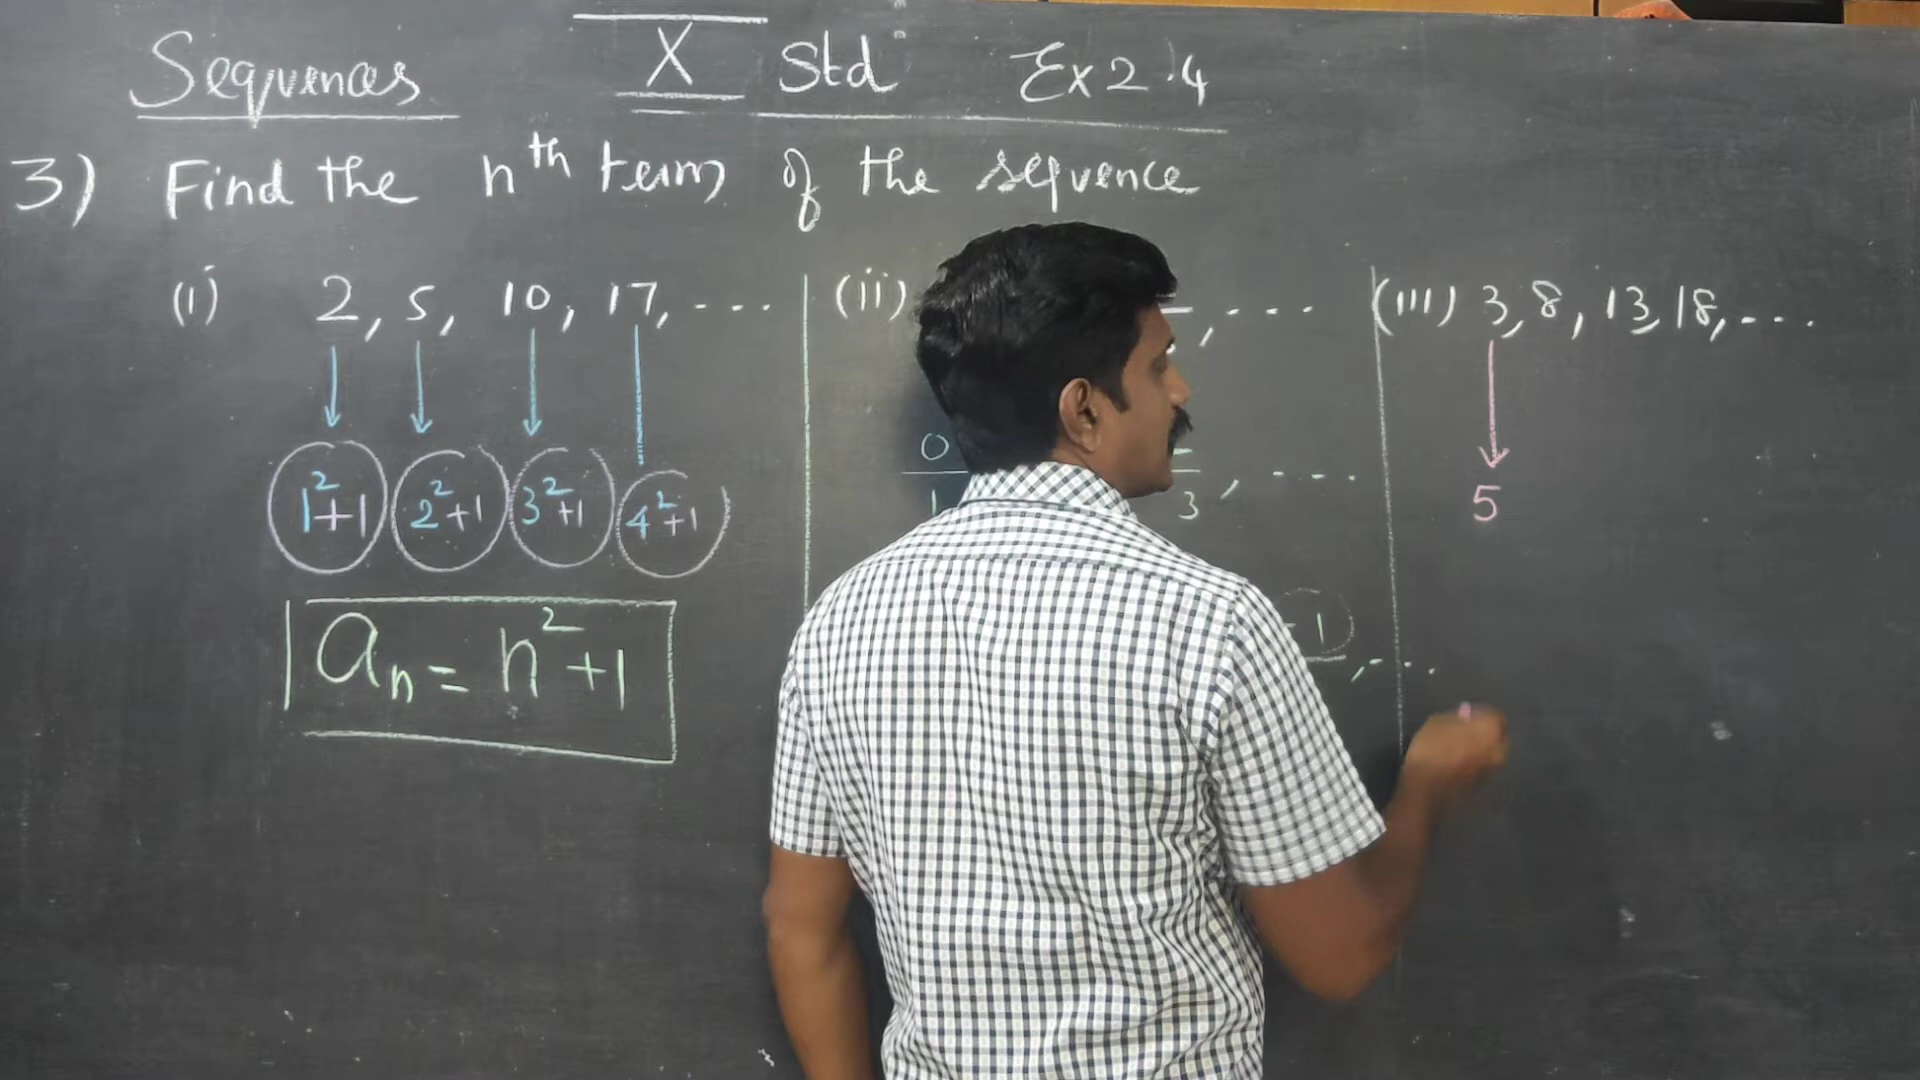 Sequences X Std Ex 2.4
3) Find the nth term of the sequence
(i) 2, 5, 10, 17, ...
1²+1 2²+1 3²+1 4²+1
aₙ = n²+1
(ii) , ...
0
3, ....
1
, ...
(iii) 3, 8, 13, 18, ...
5